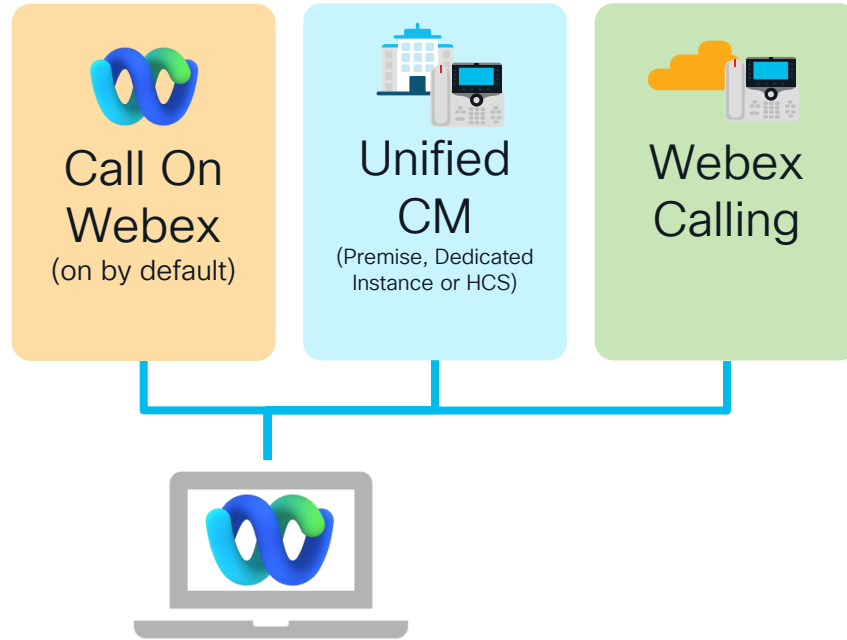 Call On
Webex
(on by default)
Unified
CM
(Premise, Dedicated
Instance or HCS)
Webex
Calling